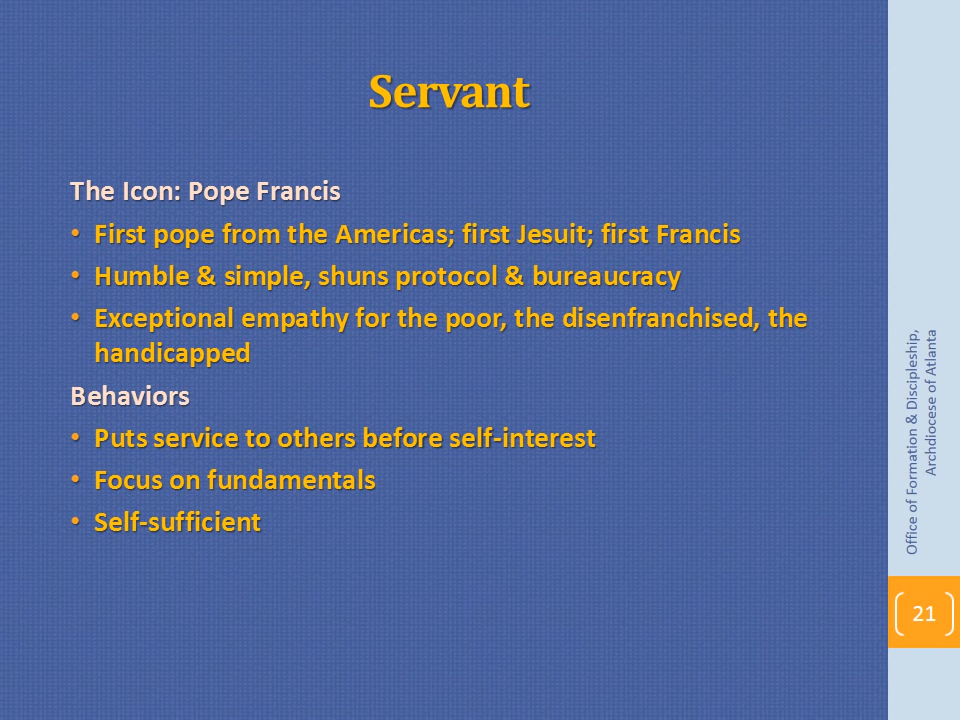 Servant
The Icon: Pope Francis
• First pope from the Americas; first Jesuit; first Francis
• Humble & simple, shuns protocol & bureaucracy
• Exceptional empathy for the poor, the disenfranchised, the
handicapped
Behaviors
• Puts service to others before self-interest
• Focus on fundamentals
• Self-sufficient
Office of Formation & Discipleship,
Archdiocese of Atlanta
21